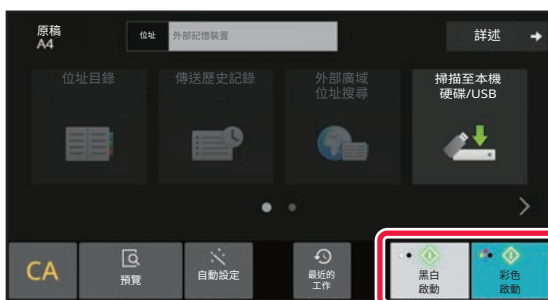 原稿
A4
位址
外部記憶裝置
詳述
位址目錄
傳送歷史記錄
外部廣域
位址搜尋
掃描至本機
硬碟/USB
CA
預覽
自動設定
最近的
工作
黑白
啟動
彩色
啟動